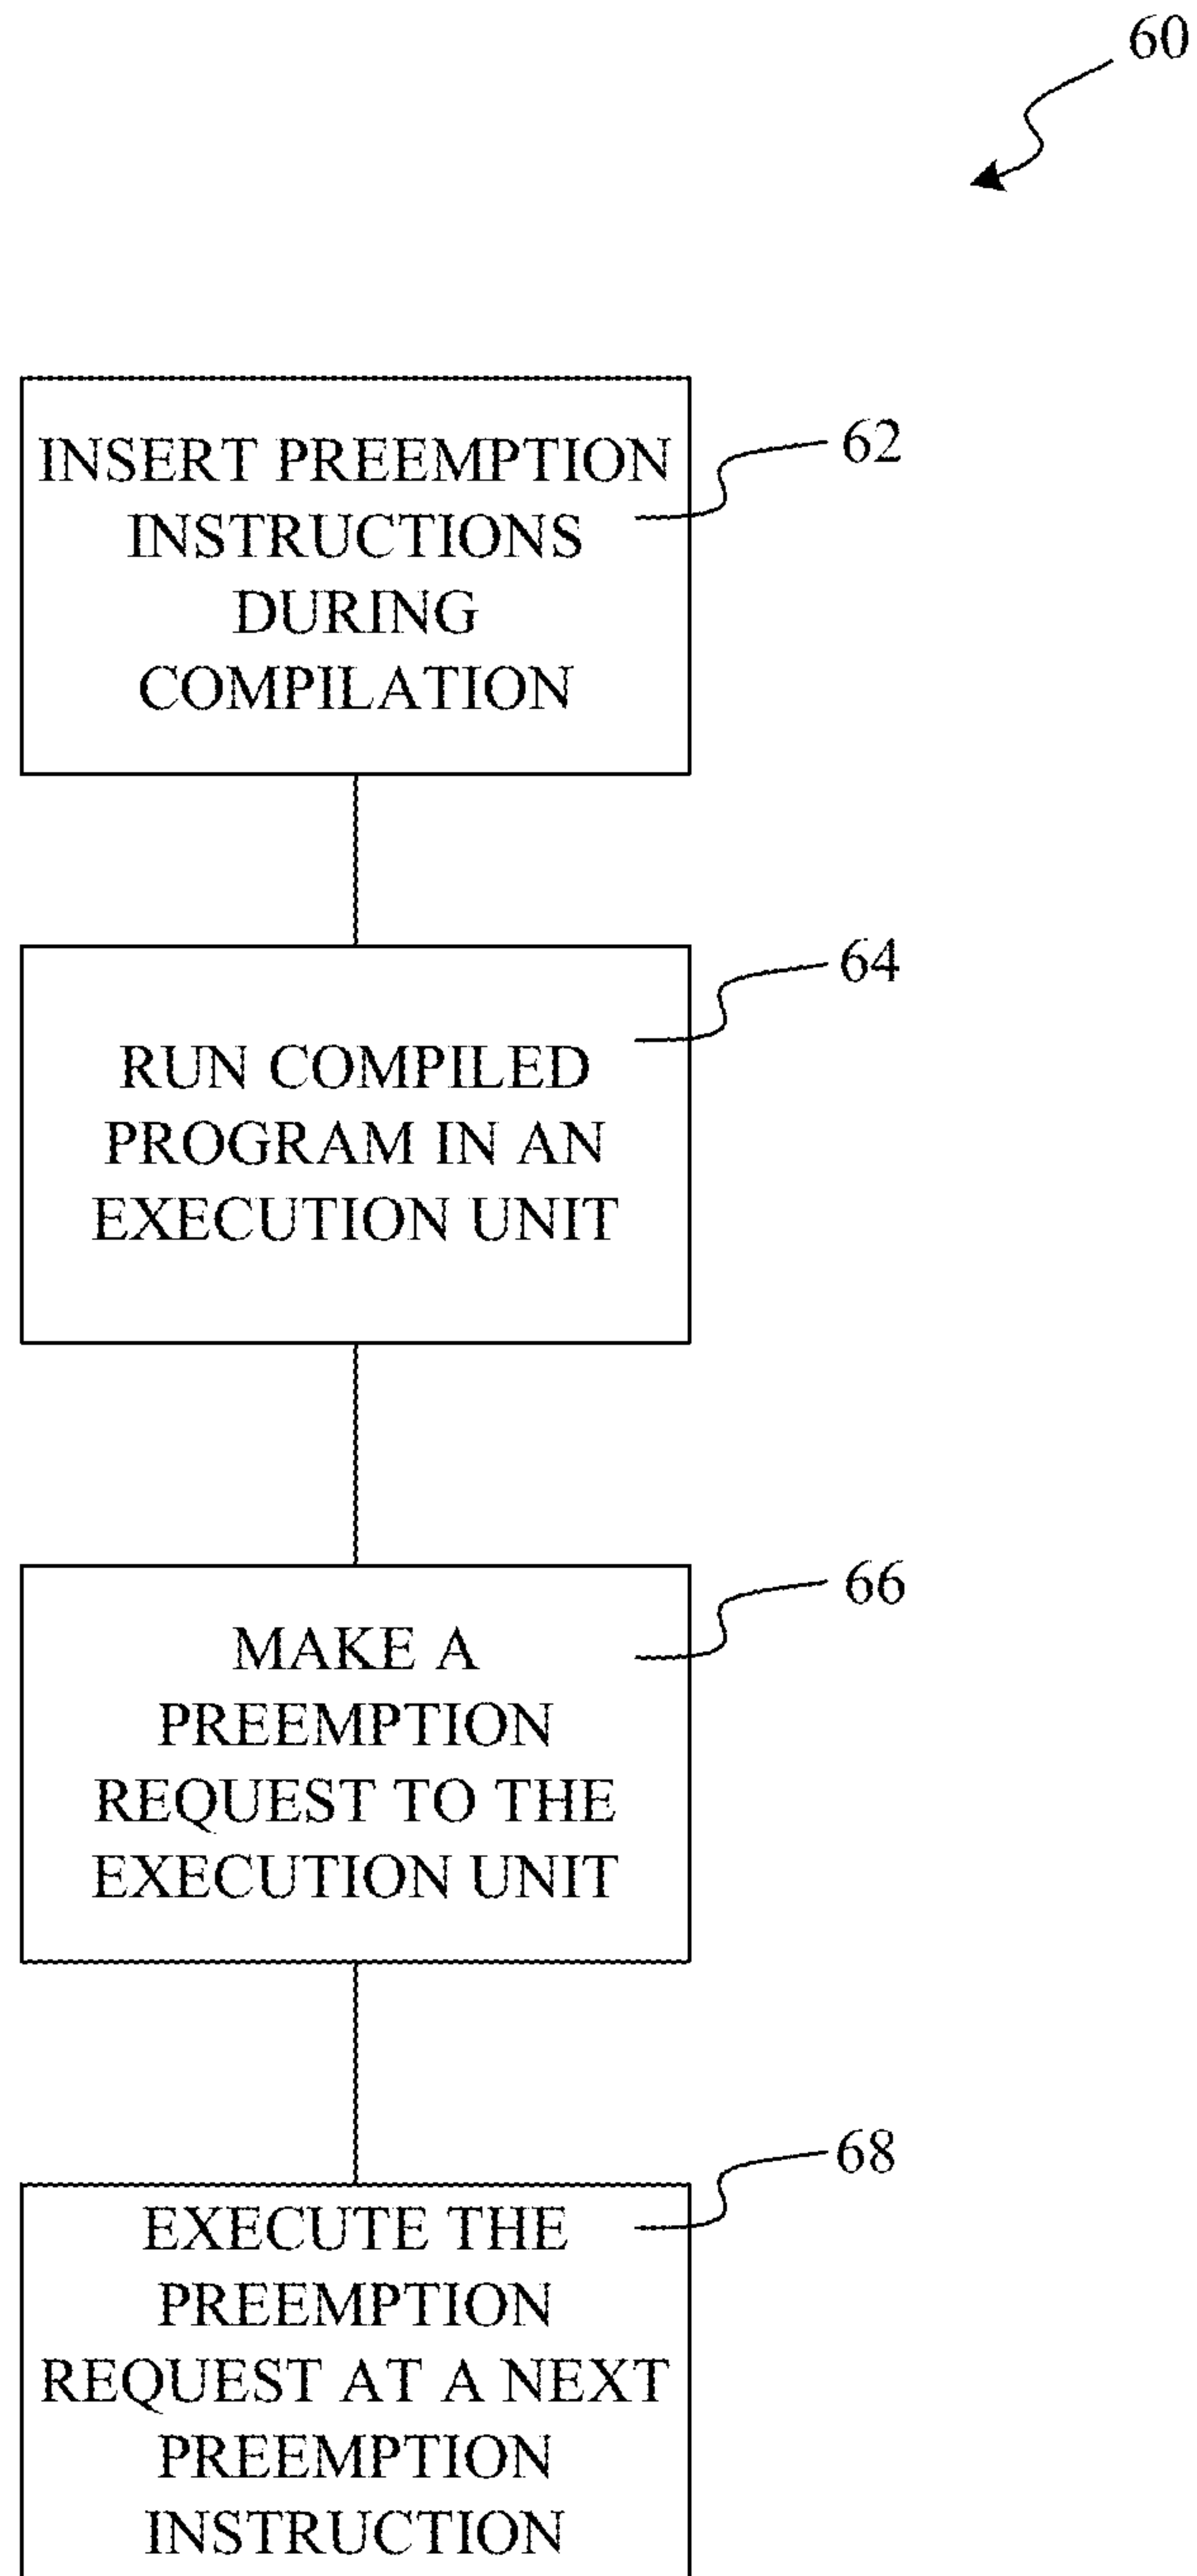 60
INSERT PREEMPTION
INSTRUCTIONS
DURING
COMPILATION
62
RUN COMPILED
PROGRAM IN AN
EXECUTION UNIT
64
MAKE A
PREEMPTION
REQUEST TO THE
EXECUTION UNIT
66
EXECUTE THE
PREEMPTION
REQUEST AT A NEXT
PREEMPTION
INSTRUCTION
68